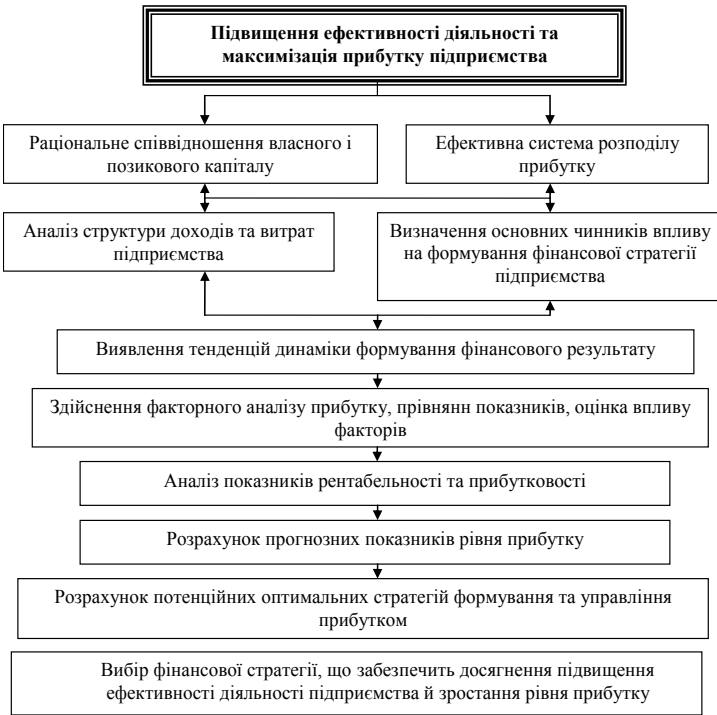 Підвищення ефективності діяльності та
максимізація прибутку підприємства
Раціональне співвідношення власного і
позикового капіталу
Ефективна система розподілу
прибутку
Аналіз структури доходів та витрат
підприємства
Визначення основних чинників впливу
на формування фінансової стратегії
підприємства
Виявлення тенденцій динаміки формування фінансового результату
Здійснення факторного аналізу прибутку, прівнянн показників, оцінка впливу
факторів
Аналіз показників рентабельності та прибутковості
Розрахунок прогнозних показників рівня прибутку
Розрахунок потенційних оптимальних стратегій формування та управління
прибутком
Вибір фінансової стратегії, що забезпечить досягнення підвищення
ефективності діяльності підприємства й зростання рівня прибутку